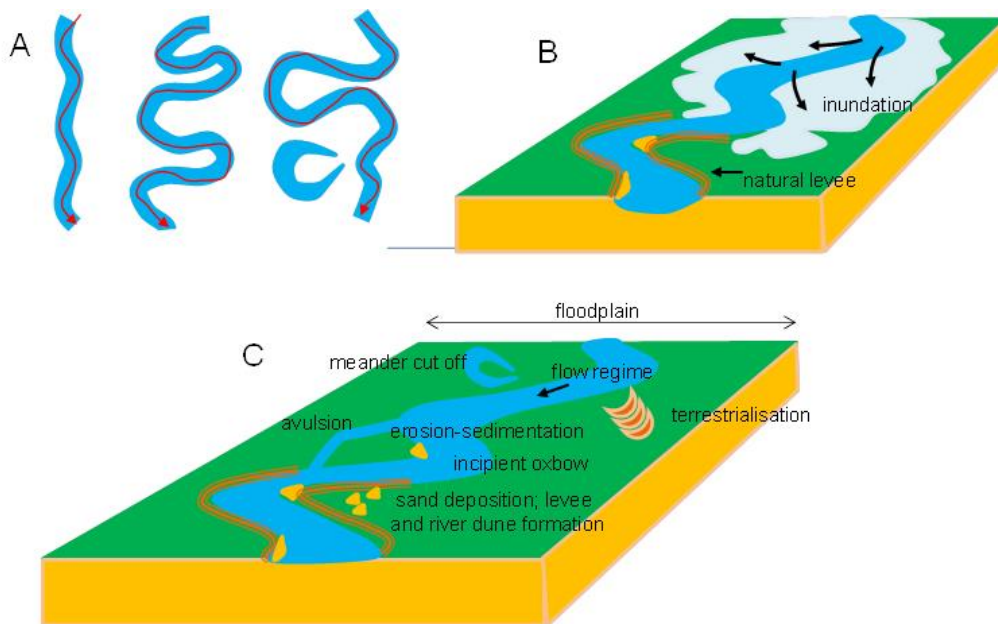 A
B
inundation
natural levee
floodplain
C
meander cut off
flow regime
avulsion
terrestrialisation
erosion-sedimentation
incipient oxbow
sand deposition; levee
and river dune formation